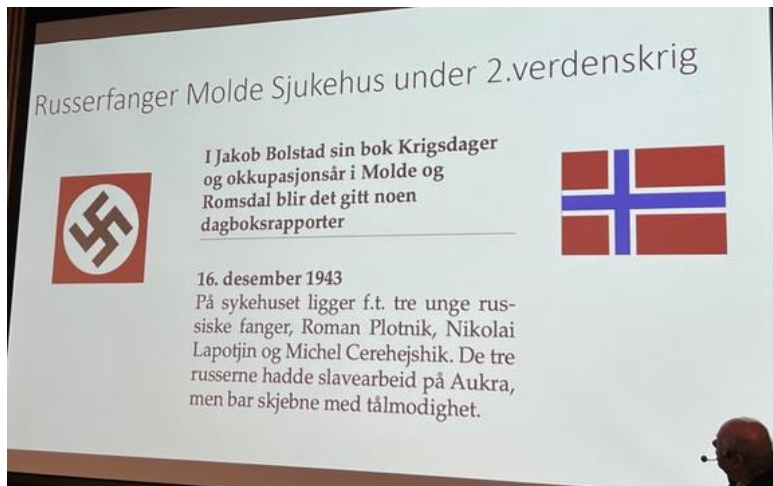 Russerfanger Molde Sjukehus under 2.verdenskrig
I Jakob Bolstad sin bok Krigsdager
og okkupasjonsår i Molde og
Romsdal blir det gitt noen
dagboksrapporter
16. desember 1943
På sykehuset ligger f.t. tre unge rus-
siske fanger, Roman Plotnik, Nikolai
Lapotjin og Michel Cerehejshik. De tre
russerne hadde slavearbeid på Aukra,
men bar skjebne med tålmodighet.